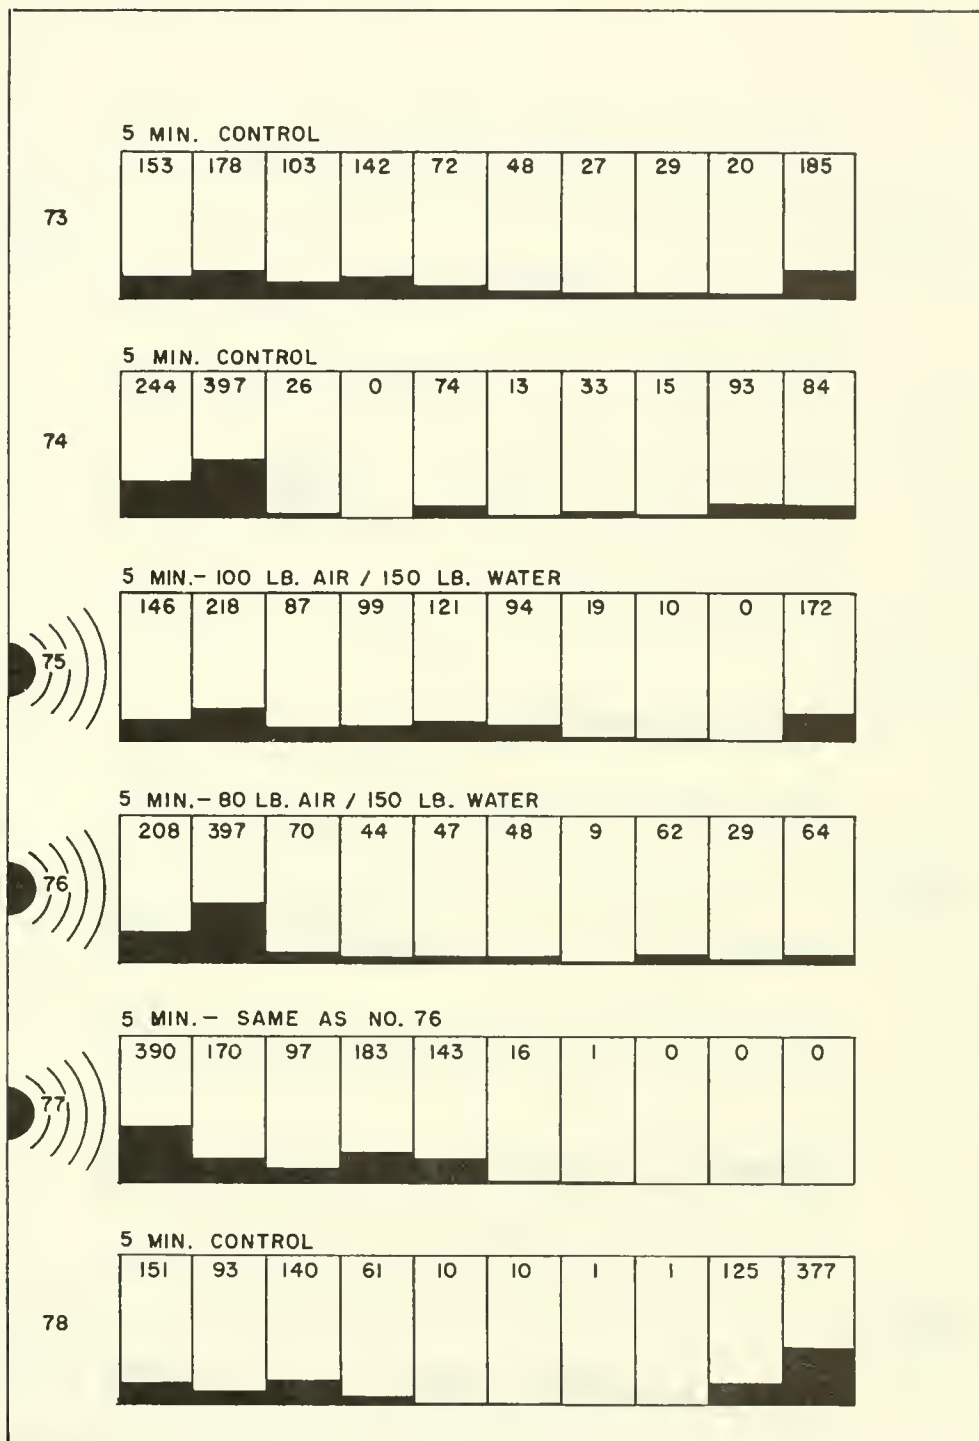 5 MIN. CONTROL
153 178 103 142 72 48 27 29 20 185
73
5 MIN. CONTROL
244 397 26 0 74 13 33 15 93 84
74
5 MIN.- 100 LB. AIR / 150 LB. WATER
146 218 87 99 121 94 19 10 0 172
75
5 MIN.- 80 LB. AIR / 150 LB. WATER
208 397 70 44 47 48 9 62 29 64
76
5 MIN.- SAME AS NO. 76
390 170 97 183 143 16 1 0 0 0
77
5 MIN. CONTROL
151 93 140 61 10 10 1 1 125 377
78